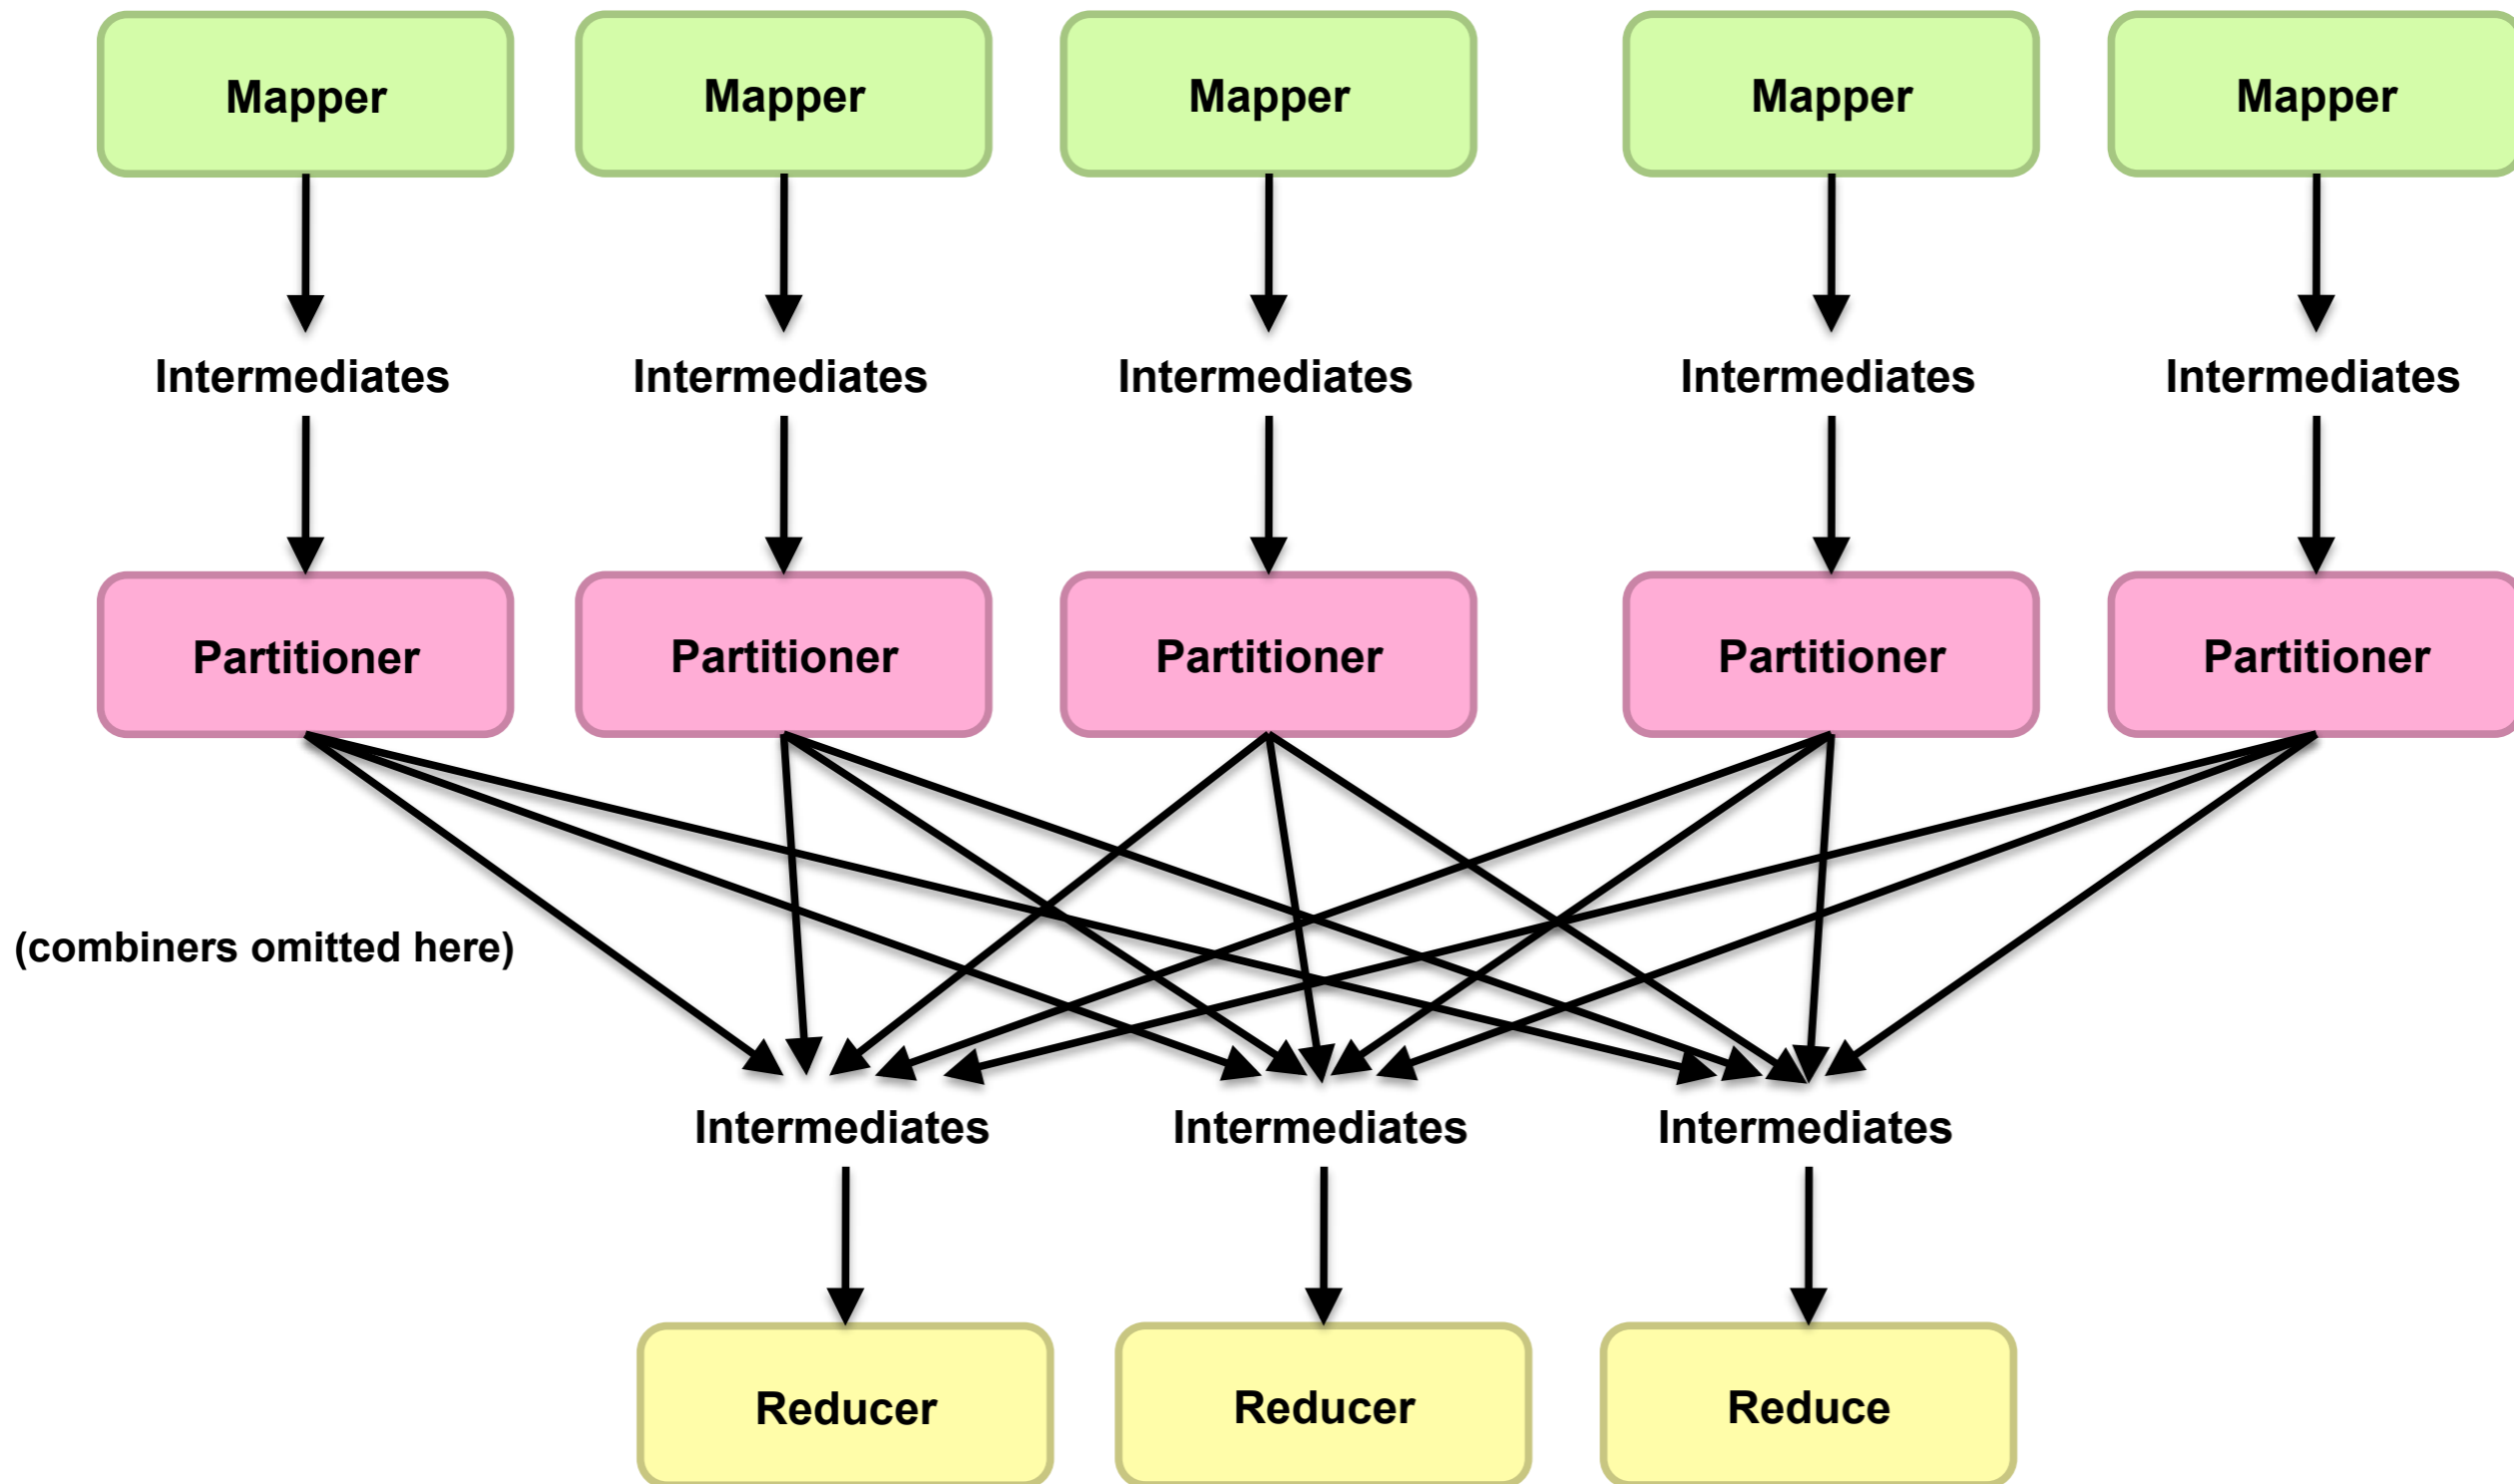 Mapper Mapper Mapper Mapper Mapper
Intermediates Intermediates Intermediates Intermediates Intermediates
Partitioner Partitioner Partitioner Partitioner Partitioner
(combiners omitted here)
Intermediates Intermediates Intermediates
Reducer Reducer Reduce